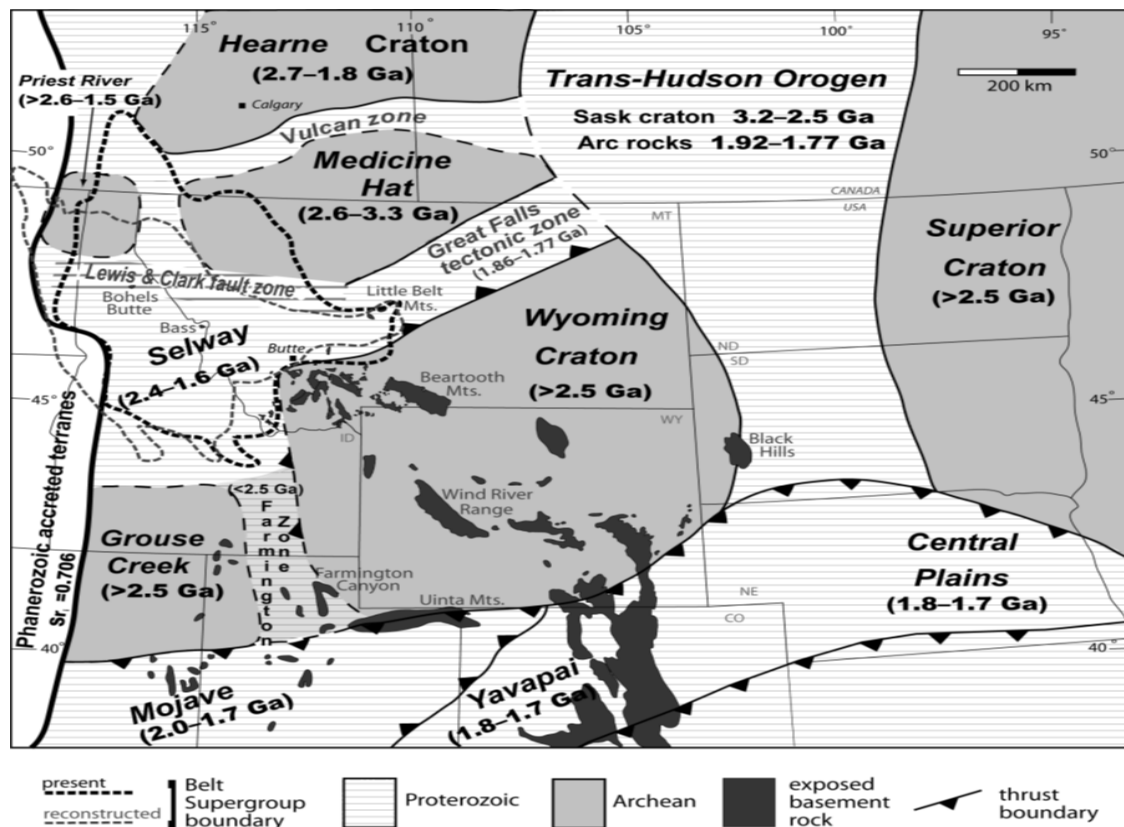 115°
110°
105°
100°
95°
Hearne Craton
(2.7–1.8 Ga)
Priest River
(>2.6–1.5 Ga)
Calgary
Trans-Hudson Orogen
200 km
Sask craton 3.2–2.5 Ga
Arc rocks 1.92–1.77 Ga
Vulcan zone
50°
50°
Medicine
Hat
(2.6–3.3 Ga)
CANADA
USA
MT
Great Falls
tectonic zone
(1.86–1.77 Ga)
Superior
Craton
(>2.5 Ga)
Lewis & Clark fault zone
Bohels
Butte
Little Belt
Mts.
Bass
Selway
(2.4–1.6 Ga)
Butte
Wyoming
Craton
(>2.5 Ga)
ND
SD
Beartooth
Mts.
45°
45°
ID
WY
Black
Hills
Phanerozoic accreted terranes
Sri =0.706
(<2.5 Ga)
Farmington
Zone
Wind River
Range
Grouse
Creek
(>2.5 Ga)
Farmington
Canyon
Uinta Mts.
NE
CO
Central
Plains
(1.8–1.7 Ga)
40°
40°
Mojave
(2.0–1.7 Ga)
Yavapai
(1.8–1.7 Ga)
present
reconstructed
Belt
Supergroup
boundary
Proterozoic
Archean
exposed
basement
rock
thrust
boundary